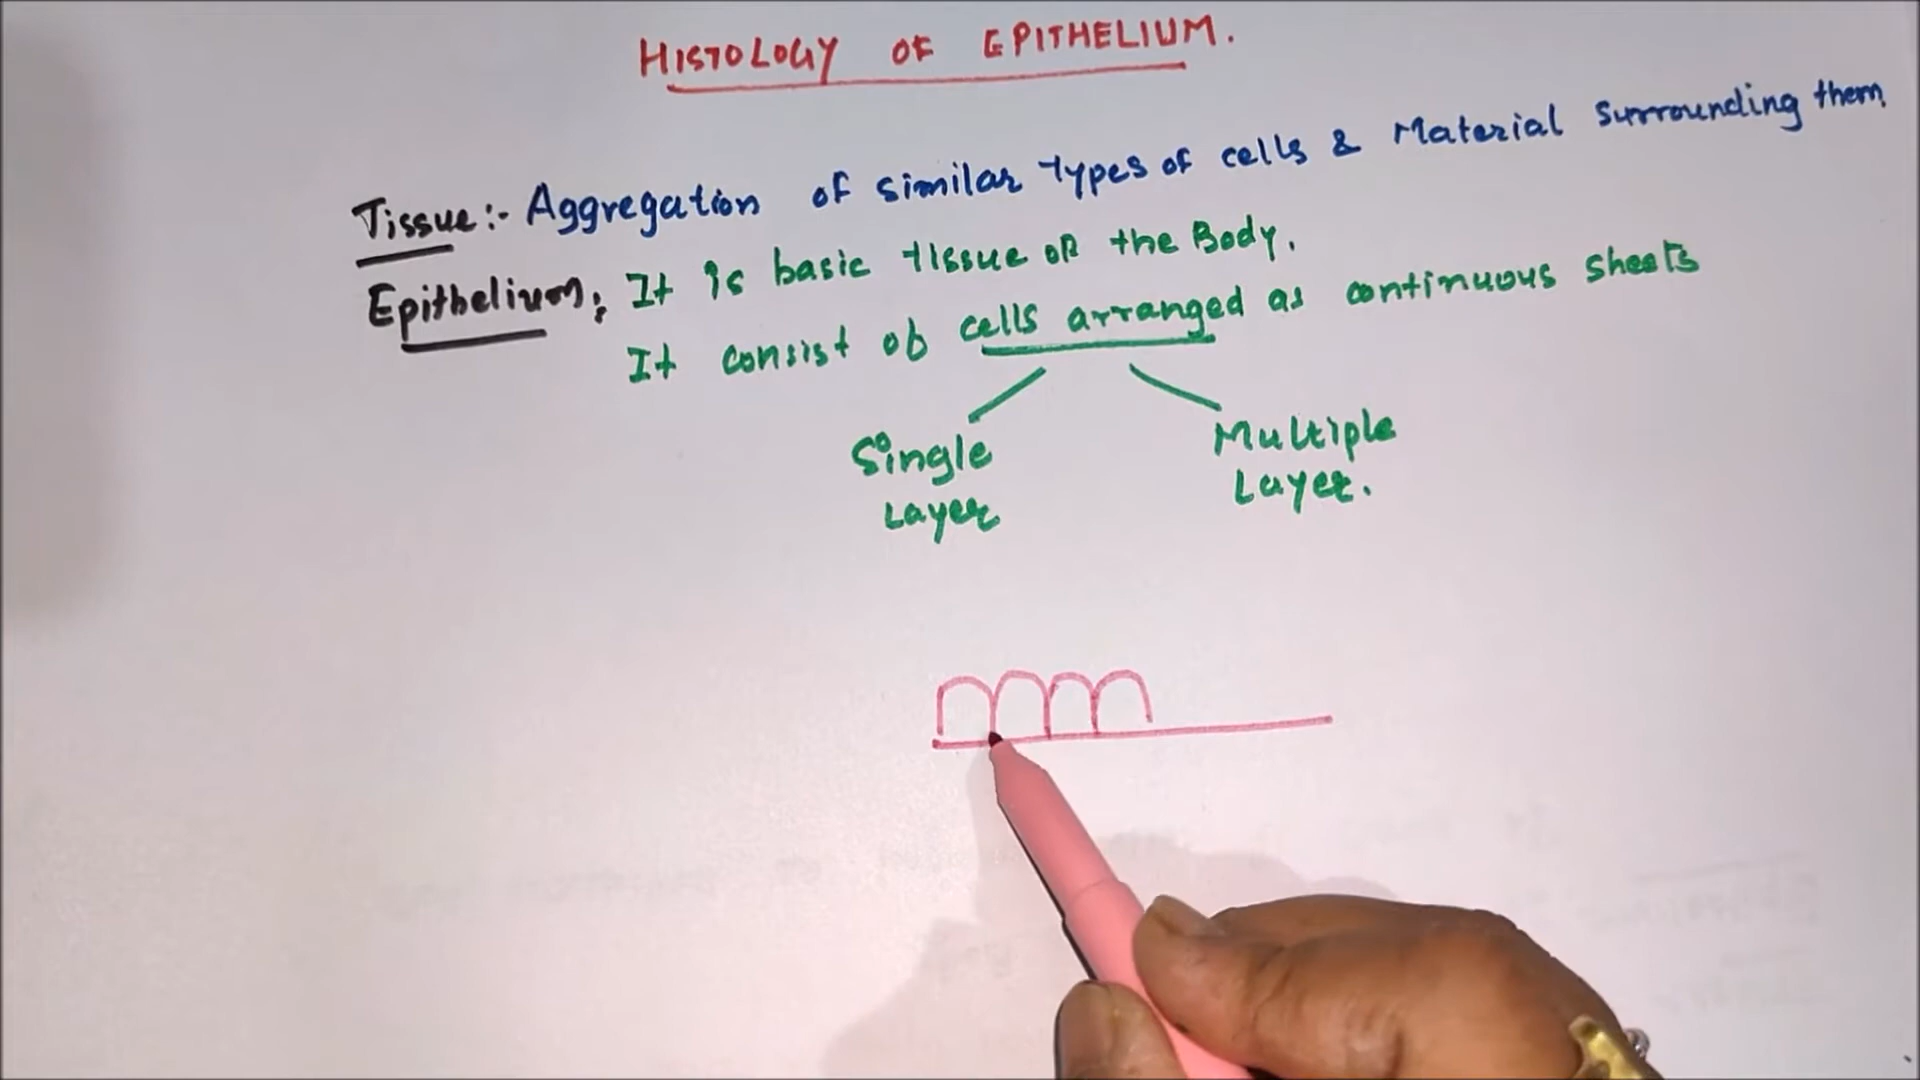 HISTOLOGY OF EPITHELIUM.
Tissue:- Aggregation of similar Types of cells & Material surrounding them.
Epithelium: It is basic tissue of the Body.
It consist of cells arranged as continuous sheets
Single Layer
Multiple Layer.